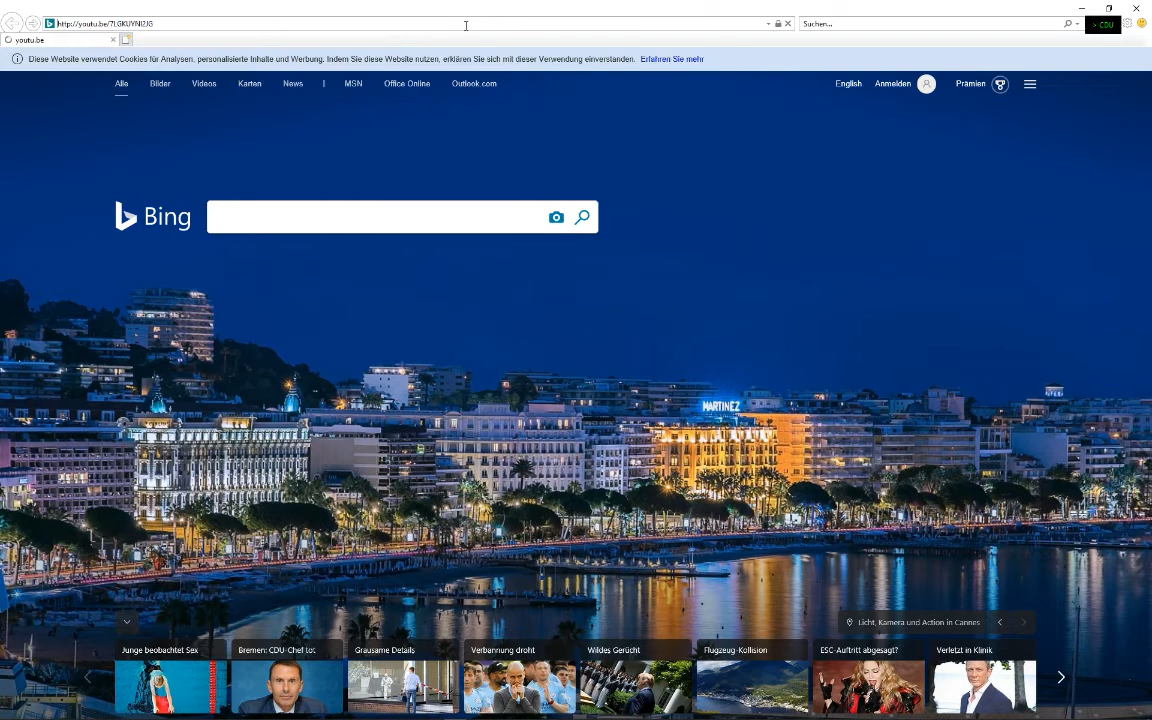 http://youtu.be/7LGKUYNI2JG
Suchen...
> CDU
youtu.be
Diese Website verwendet Cookies für Analysen, personalisierte Inhalte und Werbung. Indem Sie diese Website nutzen, erklären Sie sich mit dieser Verwendung einverstanden. Erfahren Sie mehr
Alle Bilder Videos Karten News | MSN Office Online Outlook.com English Anmelden Prämien
Bing
MARTINEZ
Licht, Kamera und Action in Cannes
Junge beobachtet Sex
Bremen: CDU-Chef tot
Grausame Details
Verbannung droht
Wildes Gerücht
Flugzeug-Kollision
ESC-Auftritt abgesagt?
Verletzt in Klinik